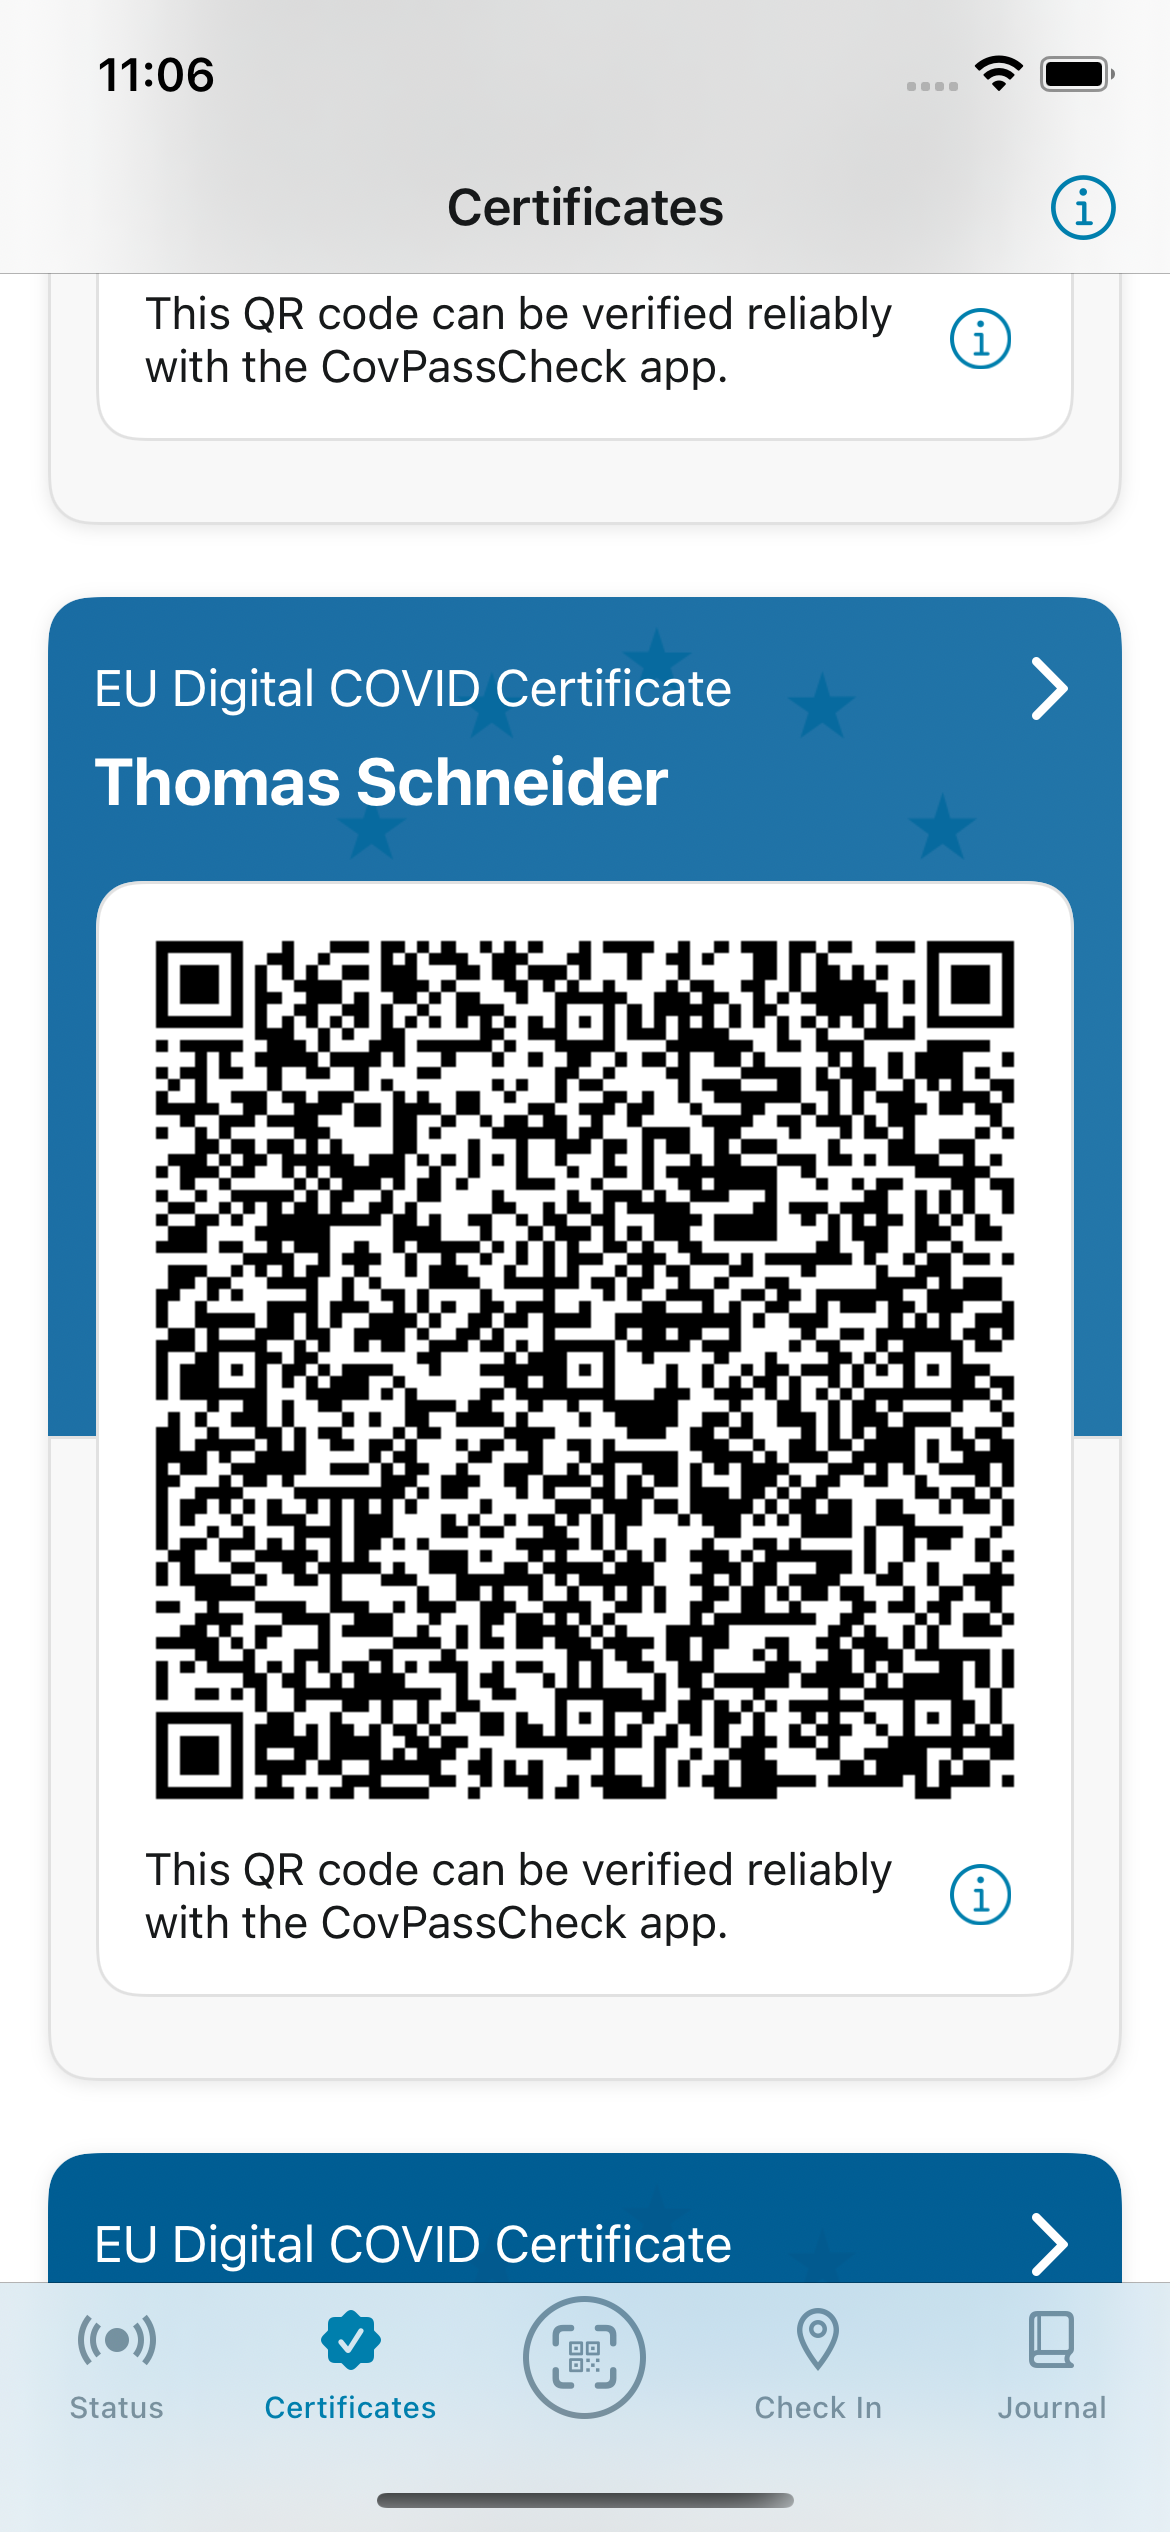 11:06
Certificates
This QR code can be verified reliably
with the CovPassCheck app.
EU Digital COVID Certificate
Thomas Schneider
This QR code can be verified reliably
with the CovPassCheck app.
EU Digital COVID Certificate
Status
Certificates
Check In
Journal